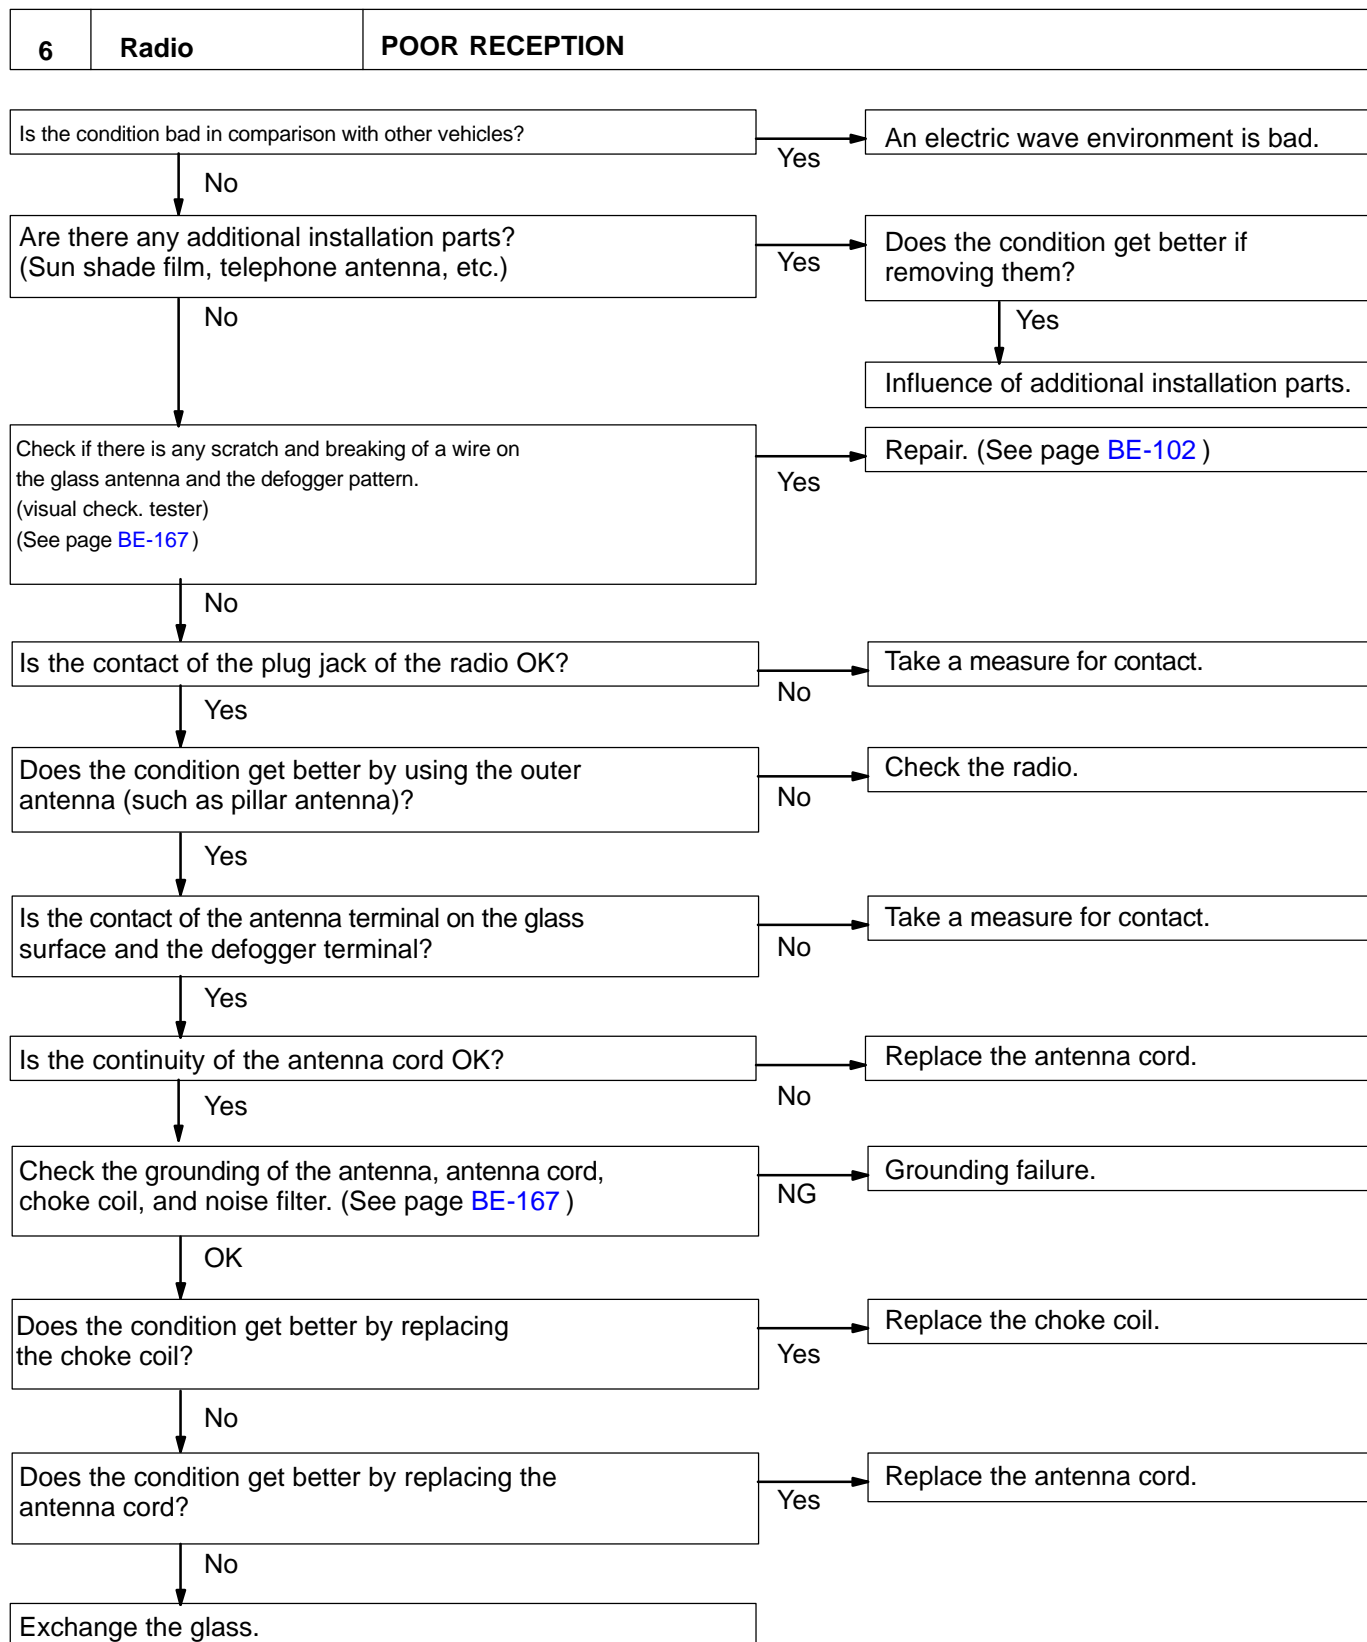 6 Radio POOR RECEPTION
Is the condition bad in comparison with other vehicles?
Yes
An electric wave environment is bad.
No
Are there any additional installation parts?
(Sun shade film, telephone antenna, etc.)
Yes
Does the condition get better if
removing them?
Yes
Influence of additional installation parts.
No
Check if there is any scratch and breaking of a wire on
the glass antenna and the defogger pattern.
(visual check. tester)
(See page BE-167 )
Yes
Repair. (See page BE-102 )
No
Is the contact of the plug jack of the radio OK?
No
Take a measure for contact.
Yes
Does the condition get better by using the outer
antenna (such as pillar antenna)?
No
Check the radio.
Yes
Is the contact of the antenna terminal on the glass
surface and the defogger terminal?
No
Take a measure for contact.
Yes
Is the continuity of the antenna cord OK?
No
Replace the antenna cord.
Yes
Check the grounding of the antenna, antenna cord,
choke coil, and noise filter. (See page BE-167 )
NG
Grounding failure.
OK
Does the condition get better by replacing
the choke coil?
Yes
Replace the choke coil.
No
Does the condition get better by replacing the
antenna cord?
Yes
Replace the antenna cord.
No
Exchange the glass.